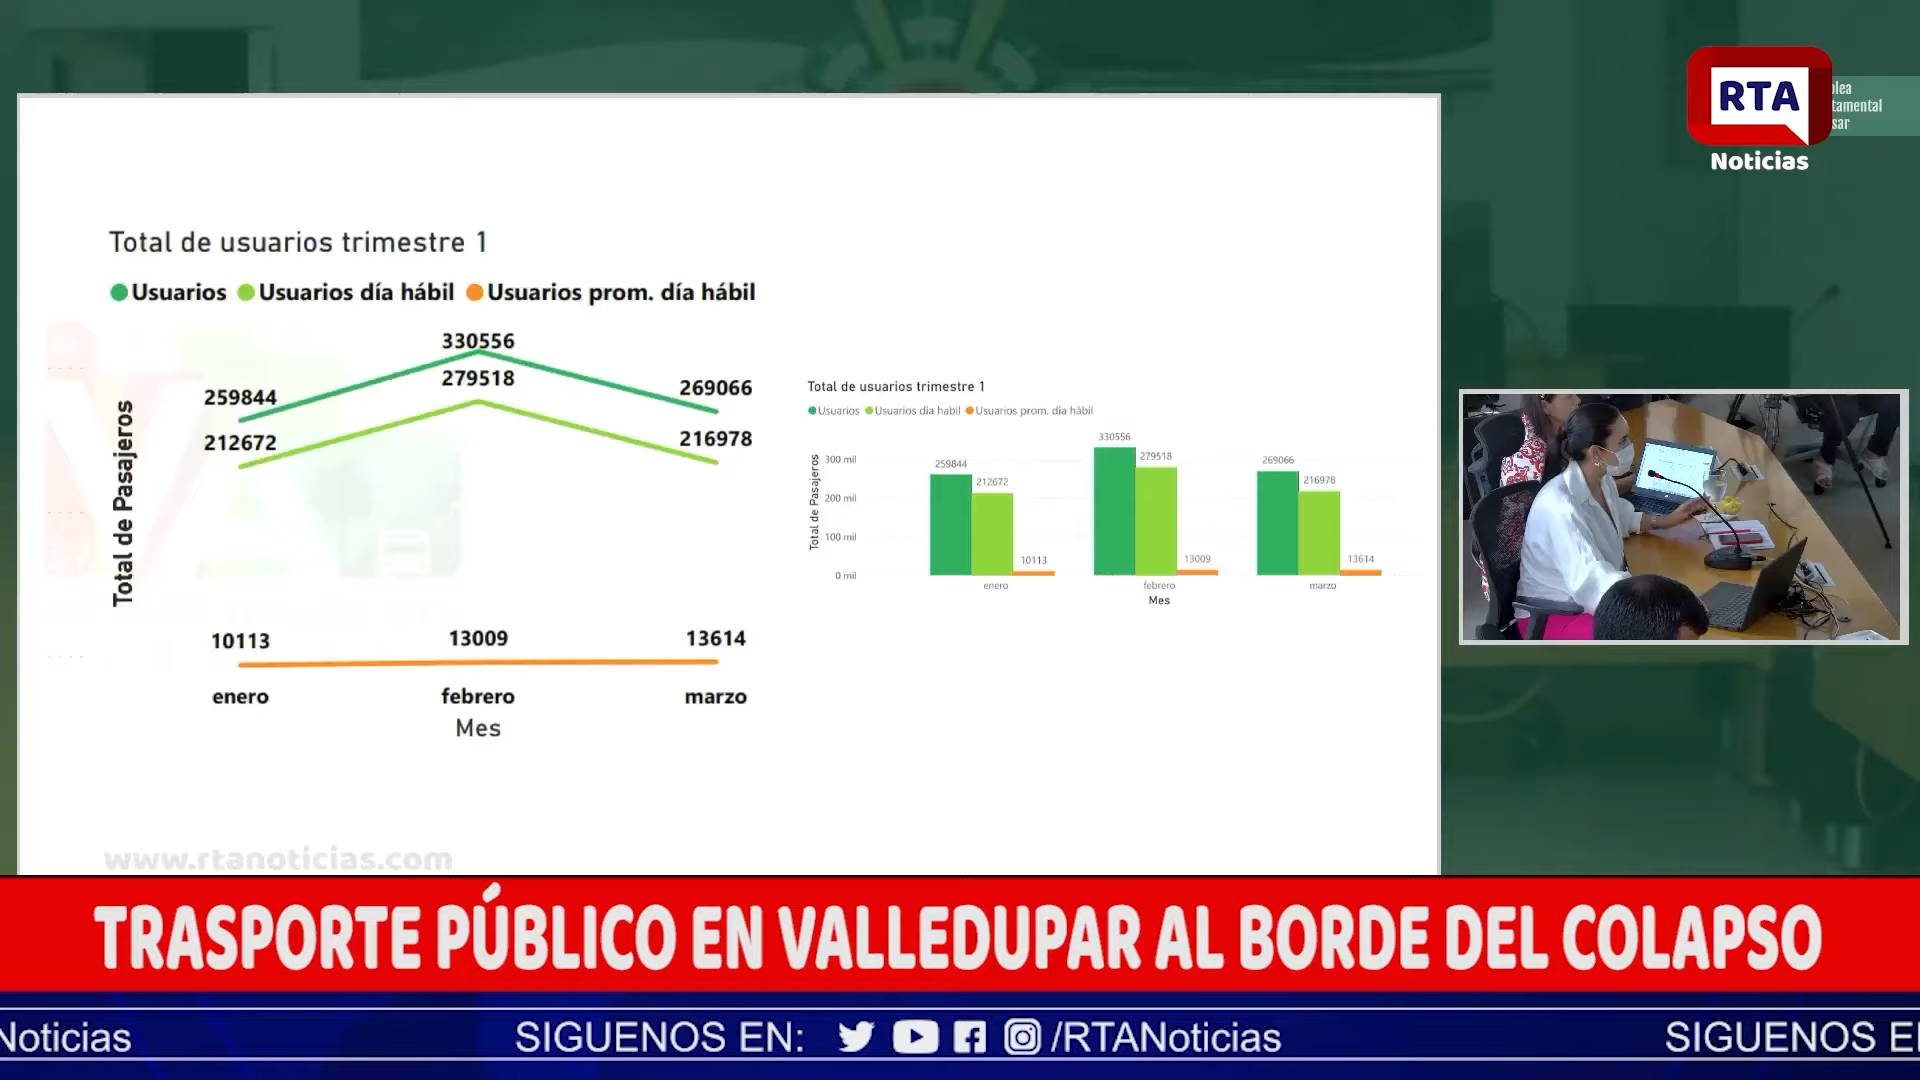 RTA
Noticias
blea
tamental
sar
Total de usuarios trimestre 1
Usuarios Usuarios día hábil Usuarios prom. día hábil
Total de Pasajeros
330556
279518
259844
212672
269066
216978
10113
13009
13614
enero
febrero
marzo
Mes
Total de usuarios trimestre 1
Usuarios Usuarios día habil Usuarios prom. día hábil
Total de Pasajeros
300 mil
200 mil
100 mil
0 mil
259844
212672
10113
330556
279518
13009
269066
216978
13614
enero
febrero
marzo
Mes
www.rtanoticias.com
TRASPORTE PÚBLICO EN VALLEDUPAR AL BORDE DEL COLAPSO
Noticias
SIGUENOS EN: /RTANoticias
SIGUENOS E